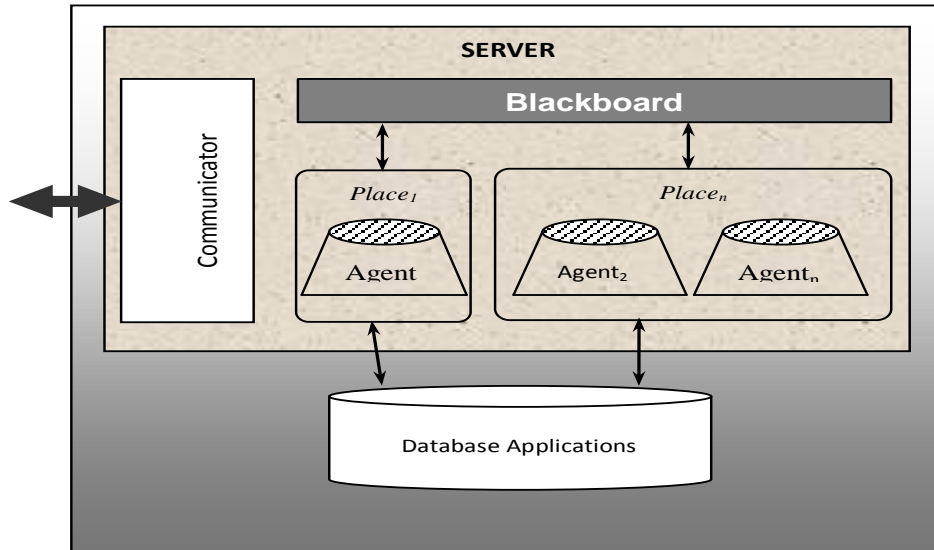 SERVER
Blackboard
Communicator
Place₁
Placeₙ
Agent
Agent₂
Agentₙ
Database Applications